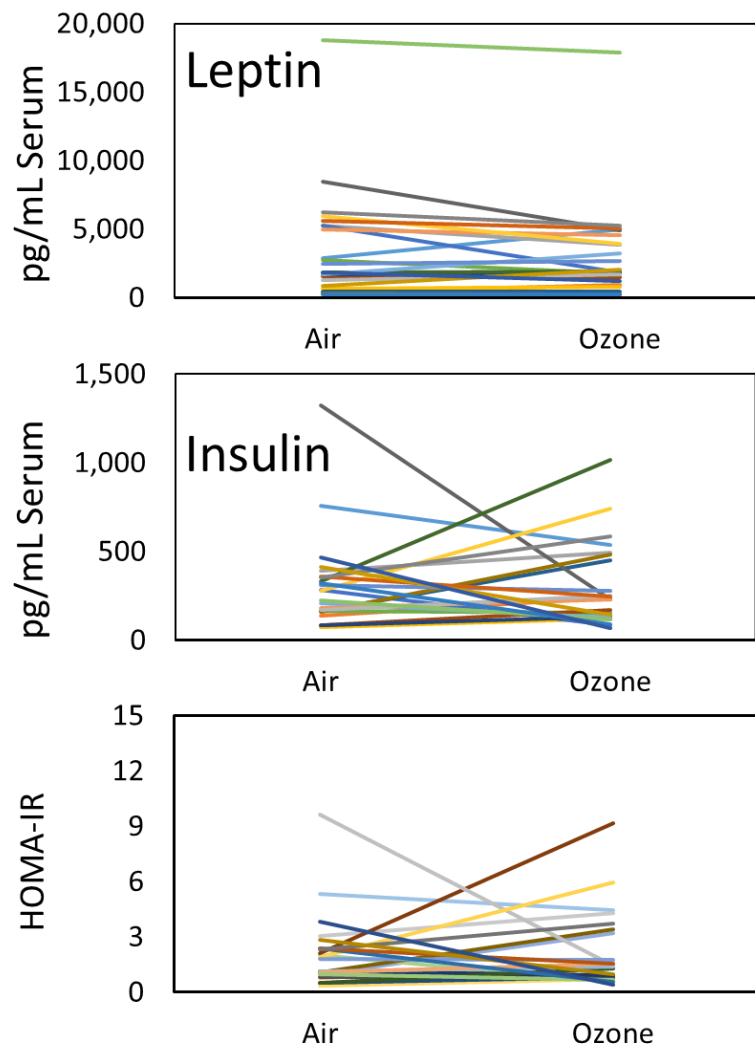 20,000
Leptin
15,000
10,000
5,000
0
pg/mL Serum
Air Ozone
1,500
1,000
Insulin
500
0
pg/mL Serum
Air Ozone
15
12
9
6
3
0
HOMA-IR
Air Ozone